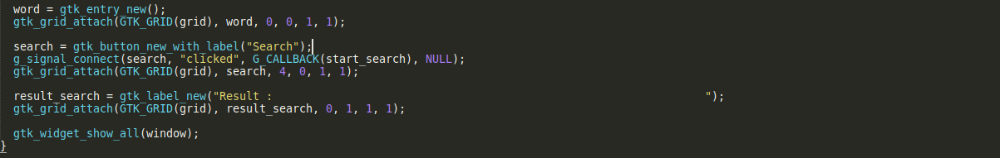 word = gtk_entry_new();
gtk_grid_attach(GTK_GRID(grid), word, 0, 0, 1, 1);
search = gtk_button_new_with_label("Search");
g_signal_connect(search, "clicked", G_CALLBACK(start_search), NULL);
gtk_grid_attach(GTK_GRID(grid), search, 4, 0, 1, 1);
result_search = gtk_label_new("Result :                                                                 ");
gtk_grid_attach(GTK_GRID(grid), result_search, 0, 1, 1, 1);
gtk_widget_show_all(window);
}